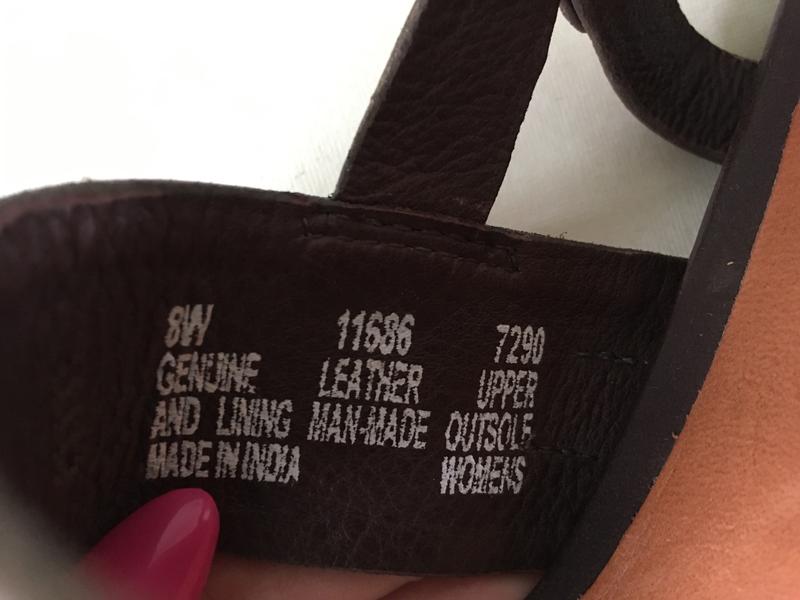 8W 11686 7290
GENUINE LEATHER UPPER
AND LINING MAN-MADE OUTSOLE
MADE IN INDIA WOMENS